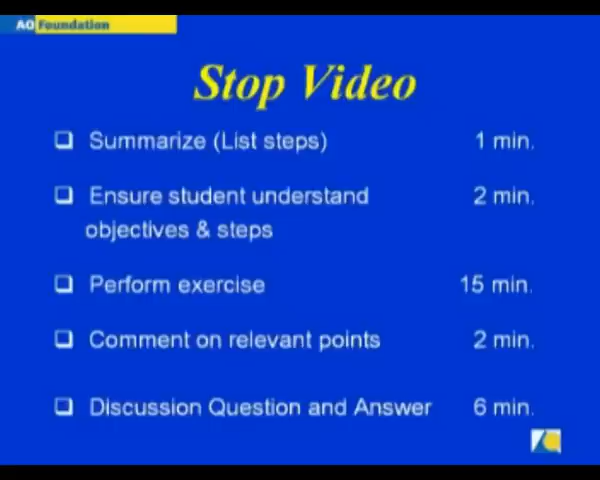 AO Foundation
Stop Video
Summarize (List steps) 1 min.
Ensure student understand 2 min.
objectives & steps
Perform exercise 15 min.
Comment on relevant points 2 min.
Discussion Question and Answer 6 min.